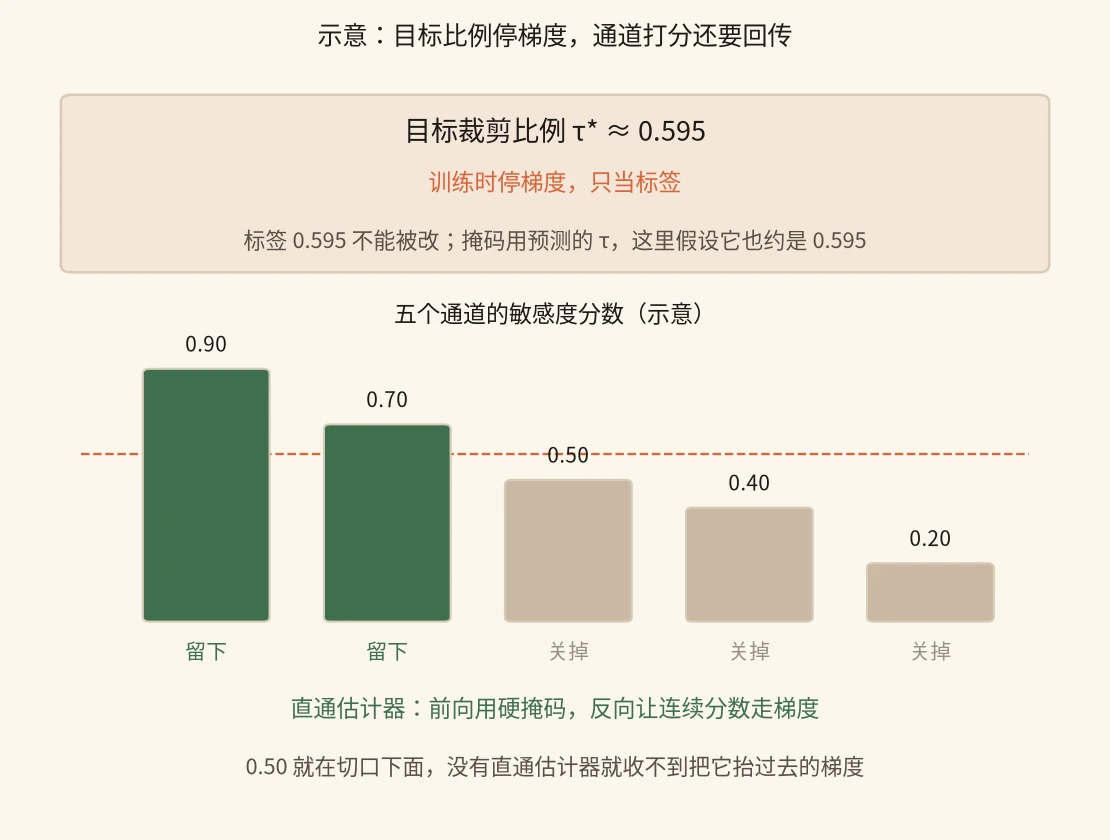 示意：目标比例停梯度，通道打分还要回传
目标裁剪比例 τ* ≈ 0.595
训练时停梯度，只当标签
标签 0.595 不能被改；掩码用预测的 τ，这里假设它也约是 0.595
五个通道的敏感度分数（示意）
0.90
0.70
0.50
0.40
0.20
留下
留下
关掉
关掉
关掉
直通估计器：前向用硬掩码，反向让连续分数走梯度
0.50 就在切口下面，没有直通估计器就收不到把它抬过去的梯度